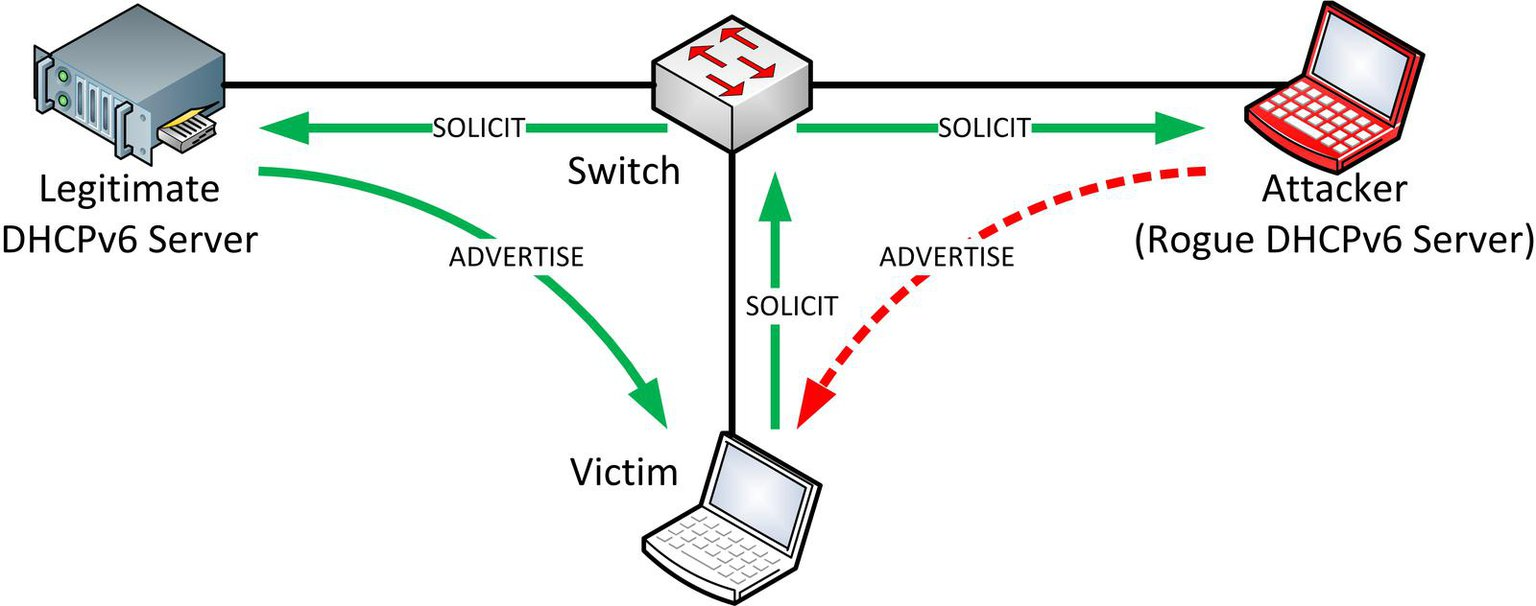 SOLICIT
SOLICIT
Switch
Legitimate
DHCPv6 Server
Attacker
(Rogue DHCPv6 Server)
ADVERTISE
ADVERTISE
SOLICIT
Victim